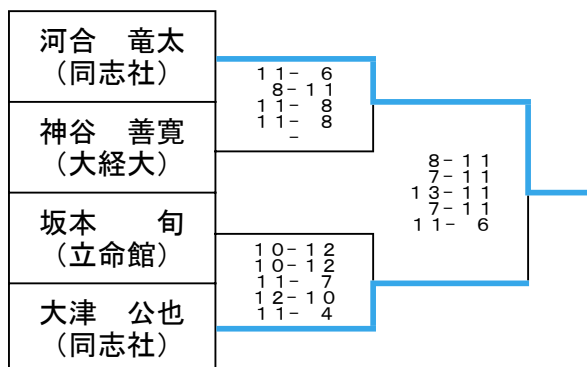 河合　竜太
（同志社）
１１－　６
８－１１
１１－　８
１１－　８
－
神谷　善寛
（大経大）
８－１１
７－１１
１３－１１
７－１１
１１－　６
坂本　　旬
（立命館）
１０－１２
１０－１２
１１－　７
１２－１０
１１－　４
大津　公也
（同志社）